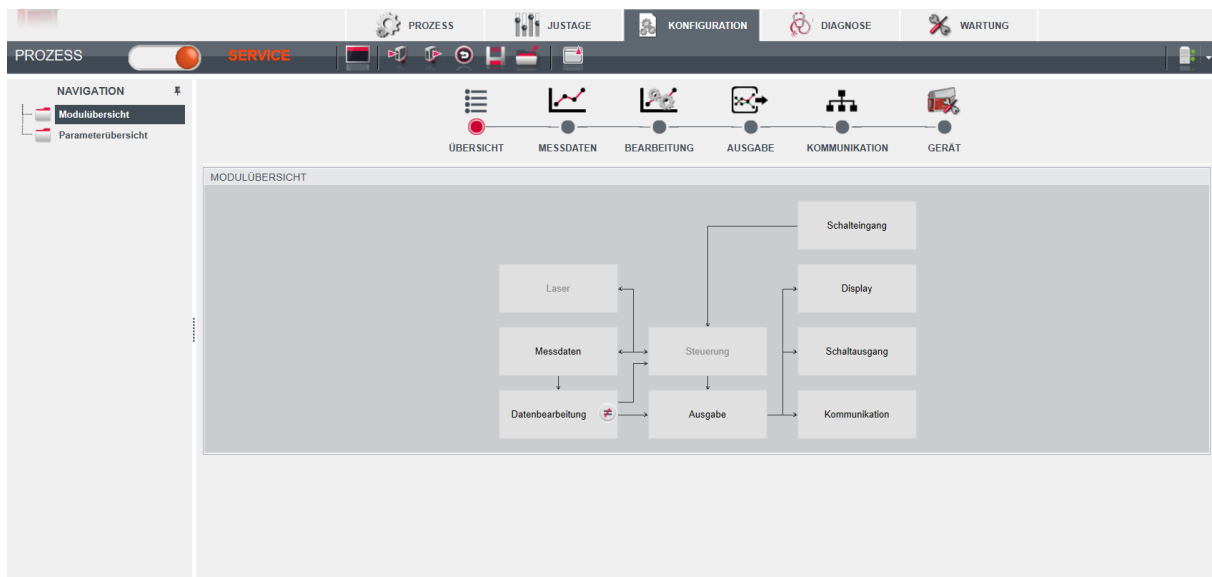 PROZESS
JUSTAGE
KONFIGURATION
DIAGNOSE
WARTUNG
PROZESS
SERVICE
NAVIGATION
Modulübersicht
Parameterübersicht
ÜBERSICHT
MESSDATEN
BEARBEITUNG
AUSGABE
KOMMUNIKATION
GERÄT
MODULÜBERSICHT
Schalteingang
Laser
Display
Messdaten
Steuerung
Schaltausgang
Datenbearbeitung
Ausgabe
Kommunikation